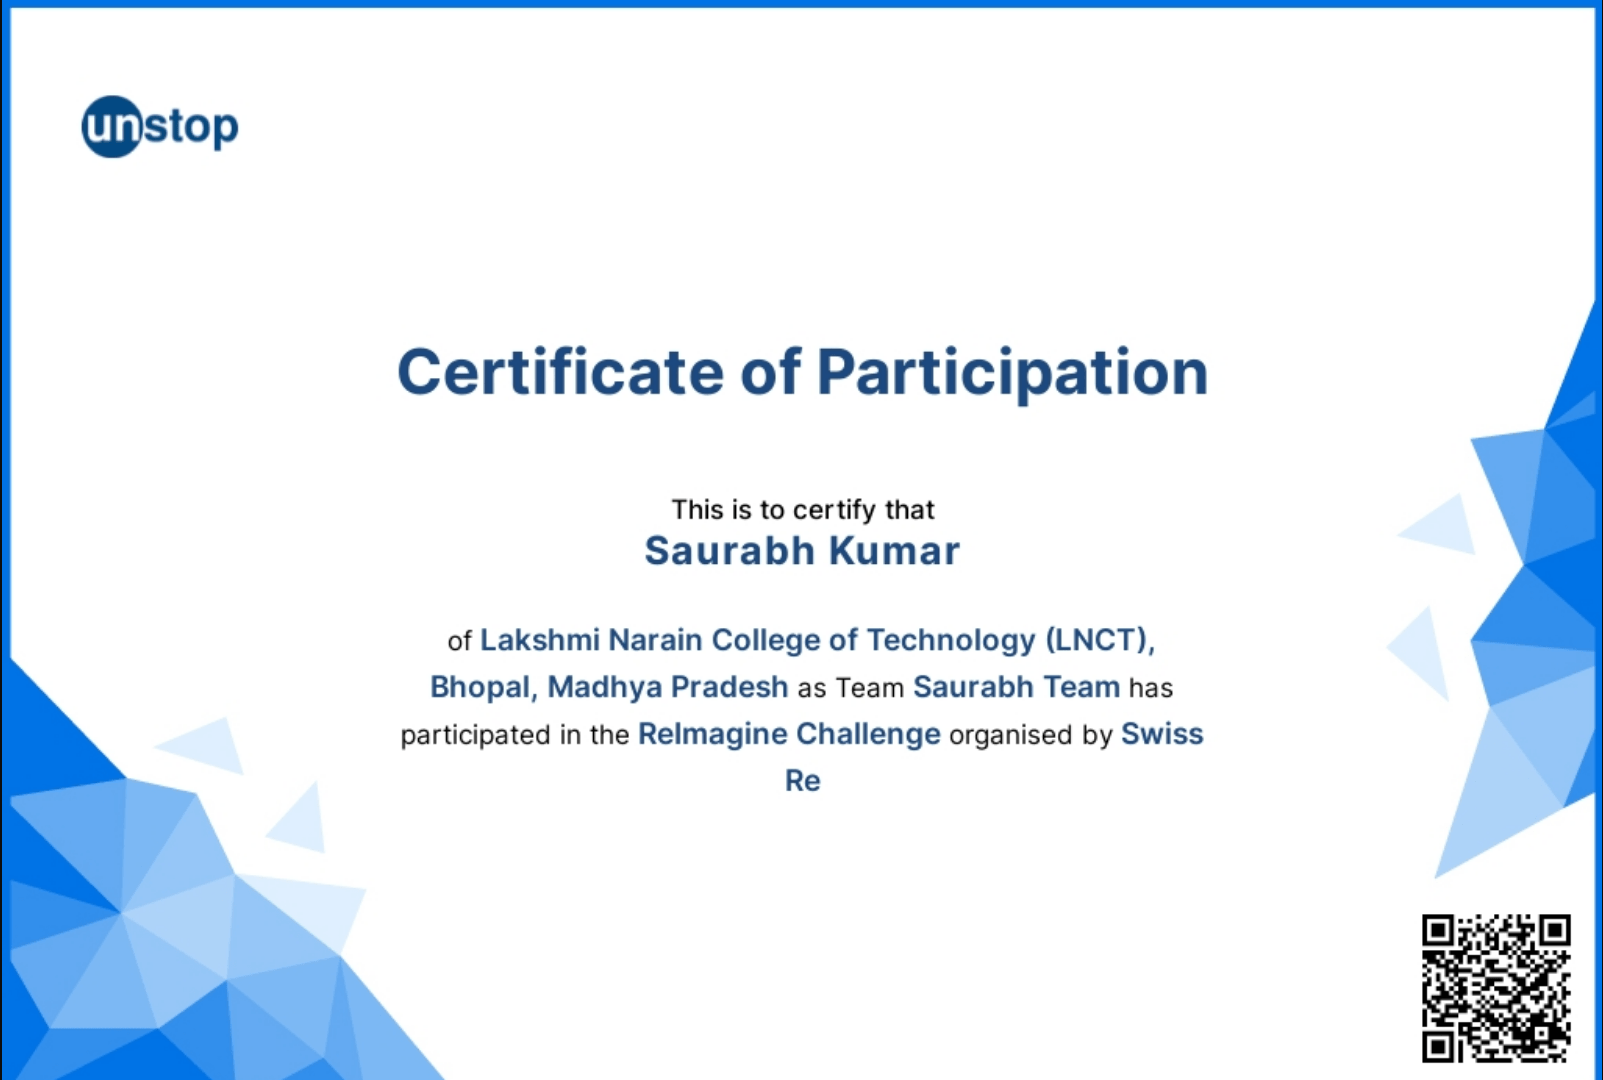 unstop
Certificate of Participation
This is to certify that
Saurabh Kumar
of Lakshmi Narain College of Technology (LNCT),
Bhopal, Madhya Pradesh as Team Saurabh Team has
participated in the ReImagine Challenge organised by Swiss
Re